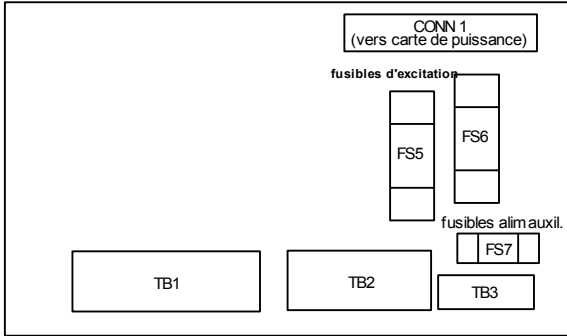 CONN 1
(vers carte de puissance)
fusibles d'excitation
FS6
FS5
fusibles alim auxil.
FS7
TB1
TB2
TB3